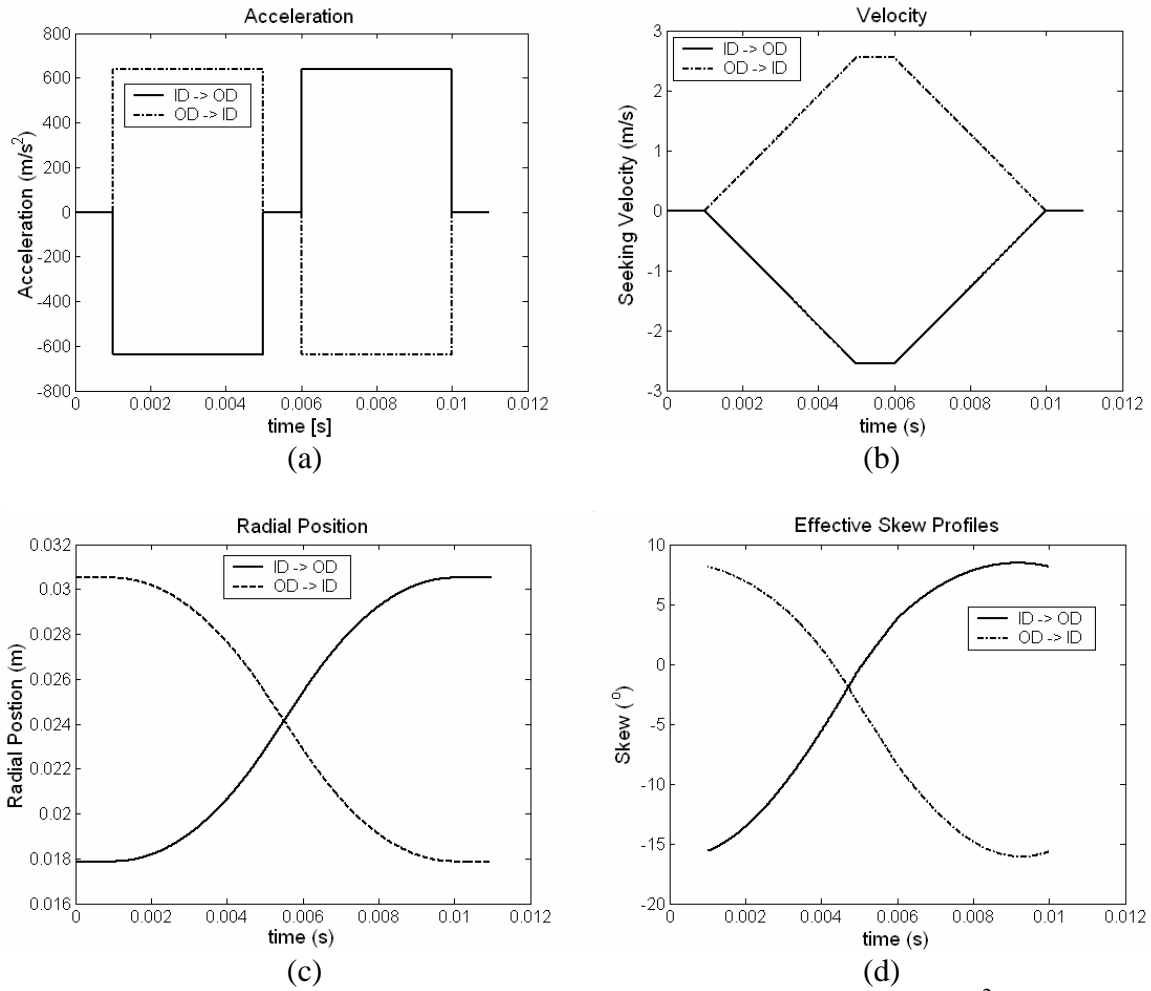 Acceleration
800
600
400
200
0
-200
-400
-600
-800
Acceleration (m/s²)
ID -> OD
OD -> ID
0 0.002 0.004 0.006 0.008 0.01 0.012
time [s]
(a)
Velocity
3
2
1
0
-1
-2
-3
Seeking Velocity (m/s)
ID -> OD
OD -> ID
0 0.002 0.004 0.006 0.008 0.01 0.012
time (s)
(b)
Radial Position
0.032
0.03
0.028
0.026
0.024
0.022
0.02
0.018
0.016
Radial Postion (m)
ID -> OD
OD -> ID
0 0.002 0.004 0.006 0.008 0.01 0.012
time (s)
(c)
Effective Skew Profiles
10
5
0
-5
-10
-15
-20
Skew (⁰)
ID -> OD
OD -> ID
0 0.002 0.004 0.006 0.008 0.01 0.012
time (s)
(d)